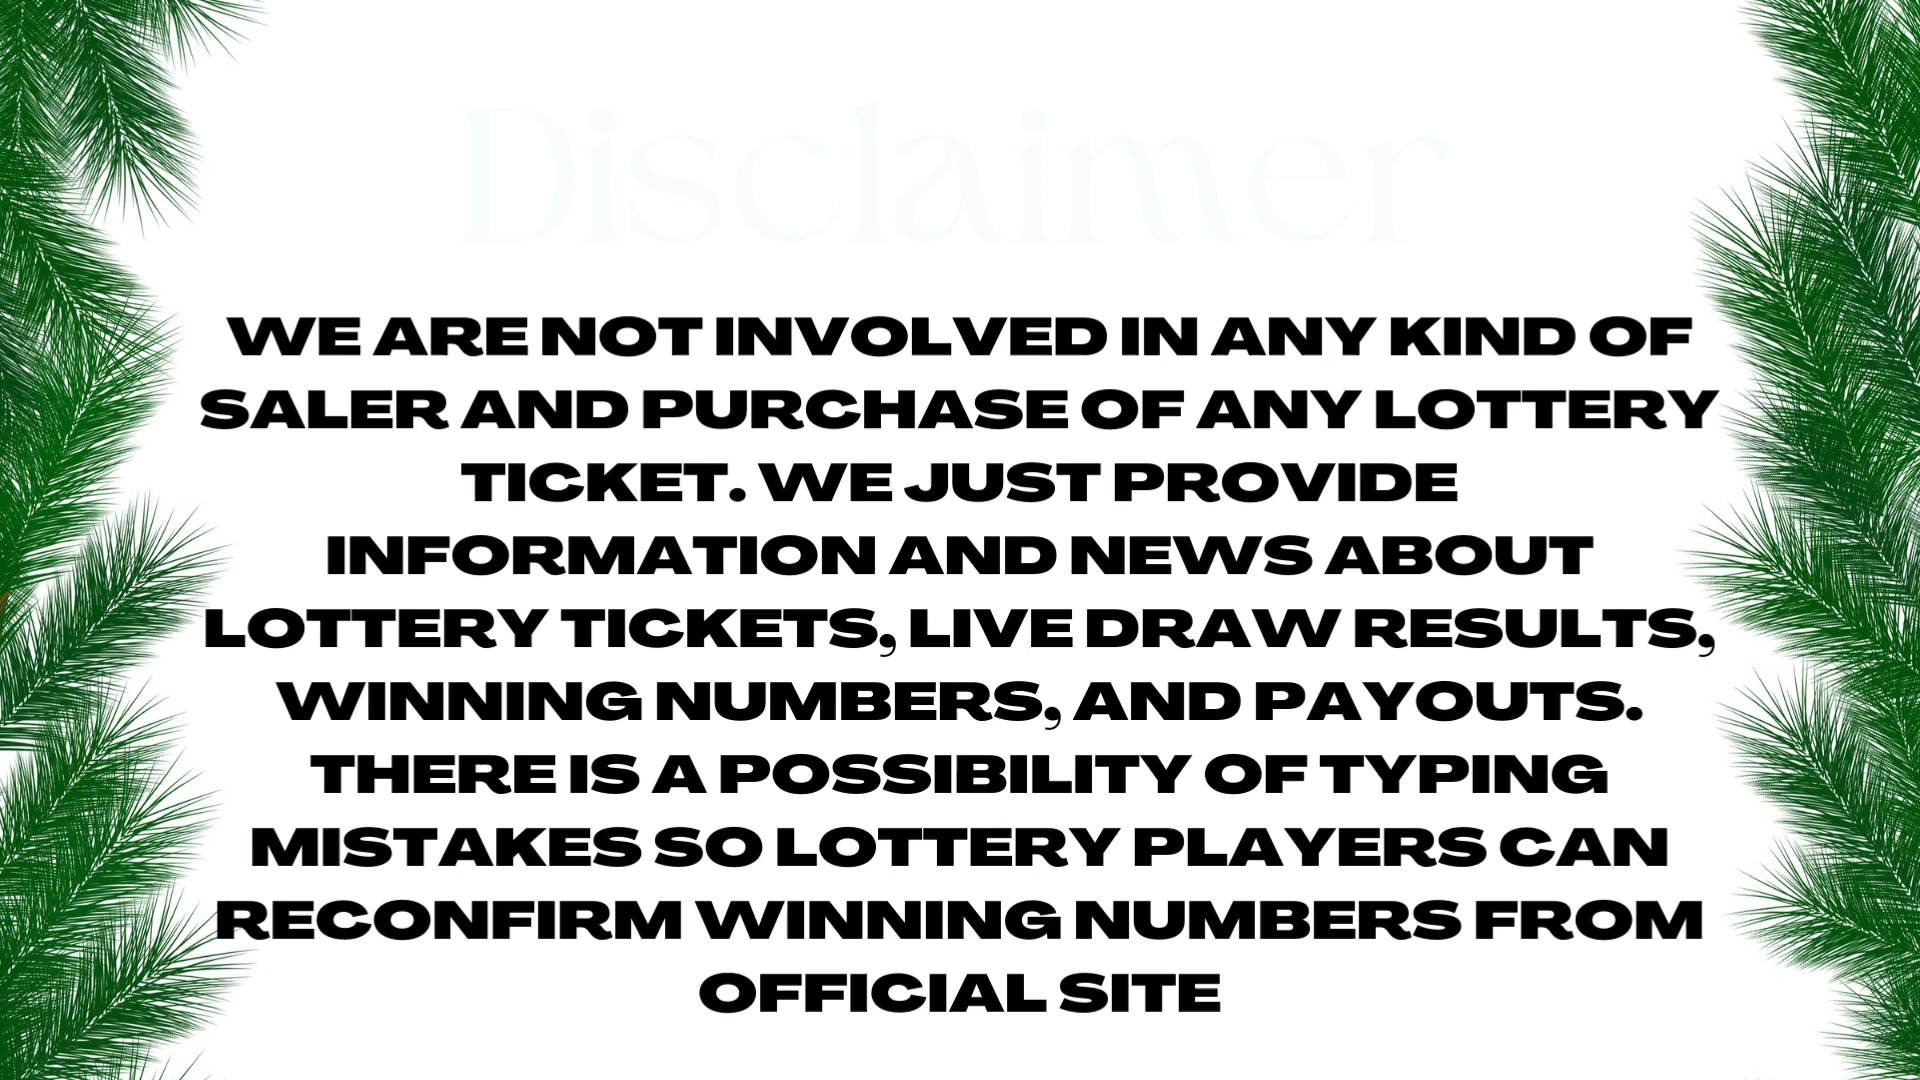 Disclaimer
WE ARE NOT INVOLVED IN ANY KIND OF
SALER AND PURCHASE OF ANY LOTTERY
TICKET. WE JUST PROVIDE
INFORMATION AND NEWS ABOUT
LOTTERY TICKETS, LIVE DRAW RESULTS,
WINNING NUMBERS, AND PAYOUTS.
THERE IS A POSSIBILITY OF TYPING
MISTAKES SO LOTTERY PLAYERS CAN
RECONFIRM WINNING NUMBERS FROM
OFFICIAL SITE